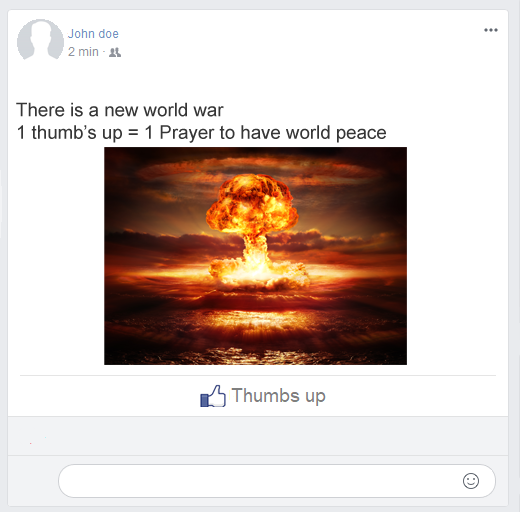 John doe
2 min ·
There is a new world war
1 thumb's up = 1 Prayer to have world peace
Thumbs up